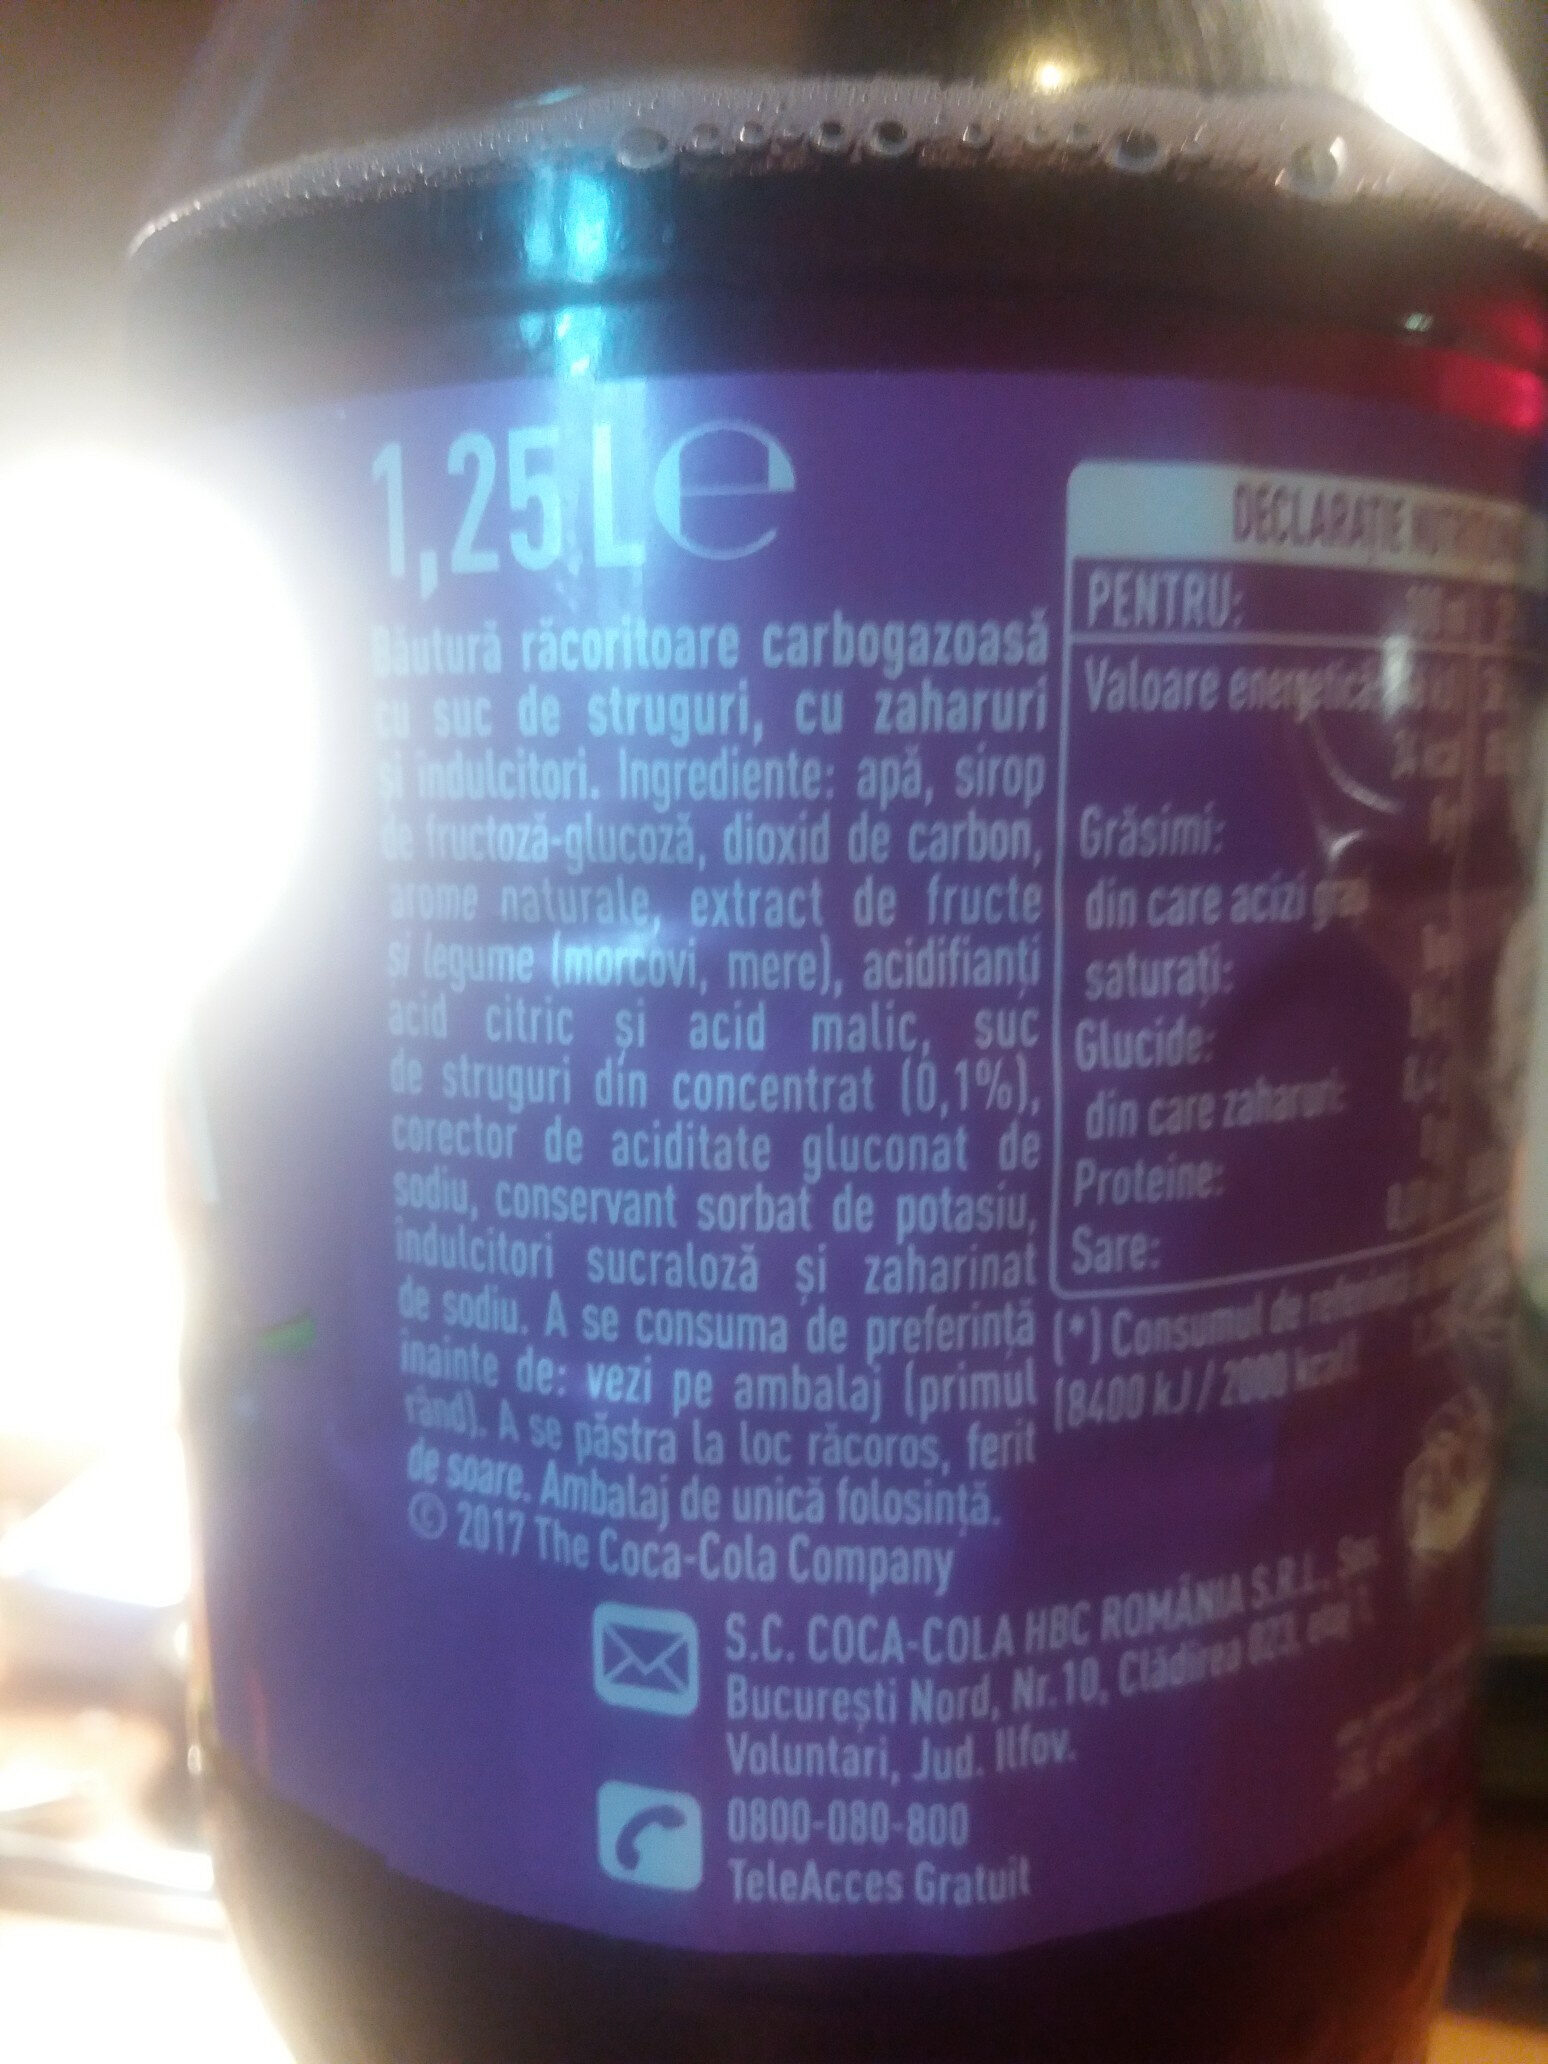 1,25 L e
Băutură răcoritoare carbogazoasă
cu suc de struguri, cu zaharuri
și îndulcitori. Ingrediente: apă, sirop
de fructoză-glucoză, dioxid de carbon,
arome naturale, extract de fructe
și legume (morcovi, mere), acidifianți
acid citric și acid malic, suc
de struguri din concentrat (0,1%),
corector de aciditate gluconat de
sodiu, conservant sorbat de potasiu,
îndulcitori sucraloză și zaharinat
de sodiu. A se consuma de preferință
înainte de: vezi pe ambalaj (primul
rând). A se păstra la loc răcoros, ferit
de soare. Ambalaj de unică folosință.
© 2017 The Coca-Cola Company
DECLARAȚIE
PENTRU:
Valoare energetică
Grăsimi:
din care acizi grași
saturați:
Glucide:
din care zaharuri:
Proteine:
Sare:
(*) Consumul de referință
(8400 kJ / 2000 kcal)
S.C. COCA-COLA HBC ROMÂNIA S.R.L.
București Nord, Nr. 10, Clădirea O23,
Voluntari, Jud. Ilfov.
0800-080-800
TeleAcces Gratuit